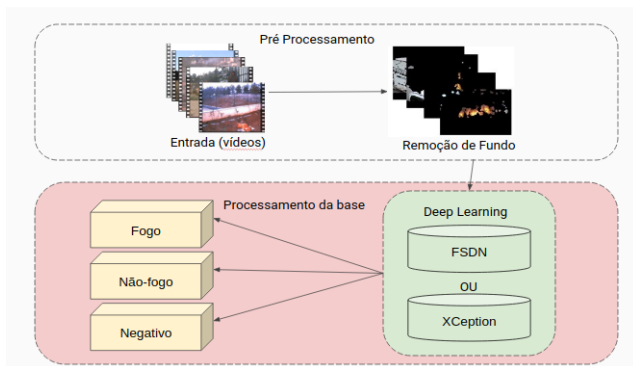 Pré Processamento
Entrada (vídeos)
Remoção de Fundo
Processamento da base
Deep Learning
Fogo
FSDN
Não-fogo
OU
XCeption
Negativo